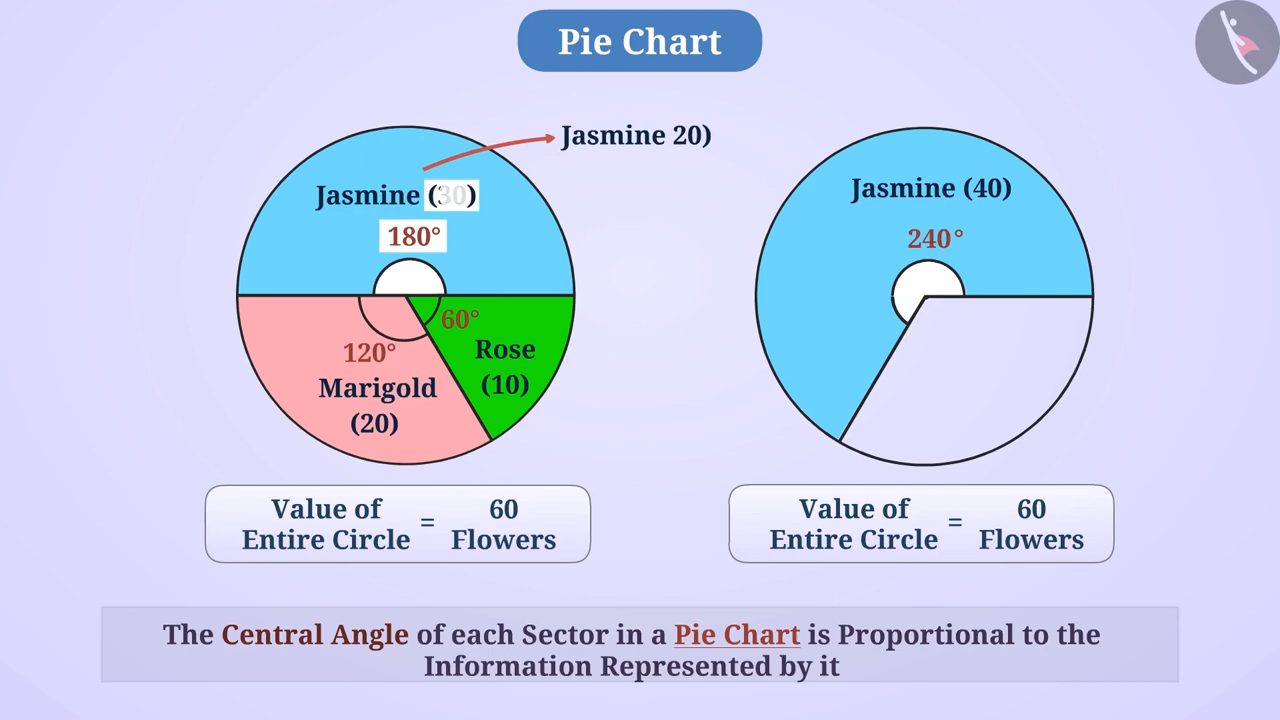 Pie Chart
Jasmine 20)
Jasmine (30)
180°
60°
120°
Rose
(10)
Marigold
(20)
Jasmine (40)
240°
Value of
Entire Circle
=
60
Flowers
Value of
Entire Circle
=
60
Flowers
The Central Angle of each Sector in a Pie Chart is Proportional to the
Information Represented by it